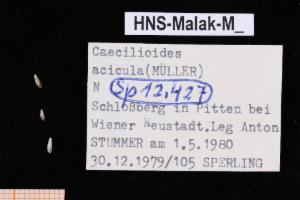 HNS-Malak-M_
Caecilioides
acicula(MÜLLER)
N Sp 12.427
Schloßberg in Pitten bei
Wiener Neustadt.Leg Anton
STUMMER am 1.5.1980
30.12.1979/105 SPERLING